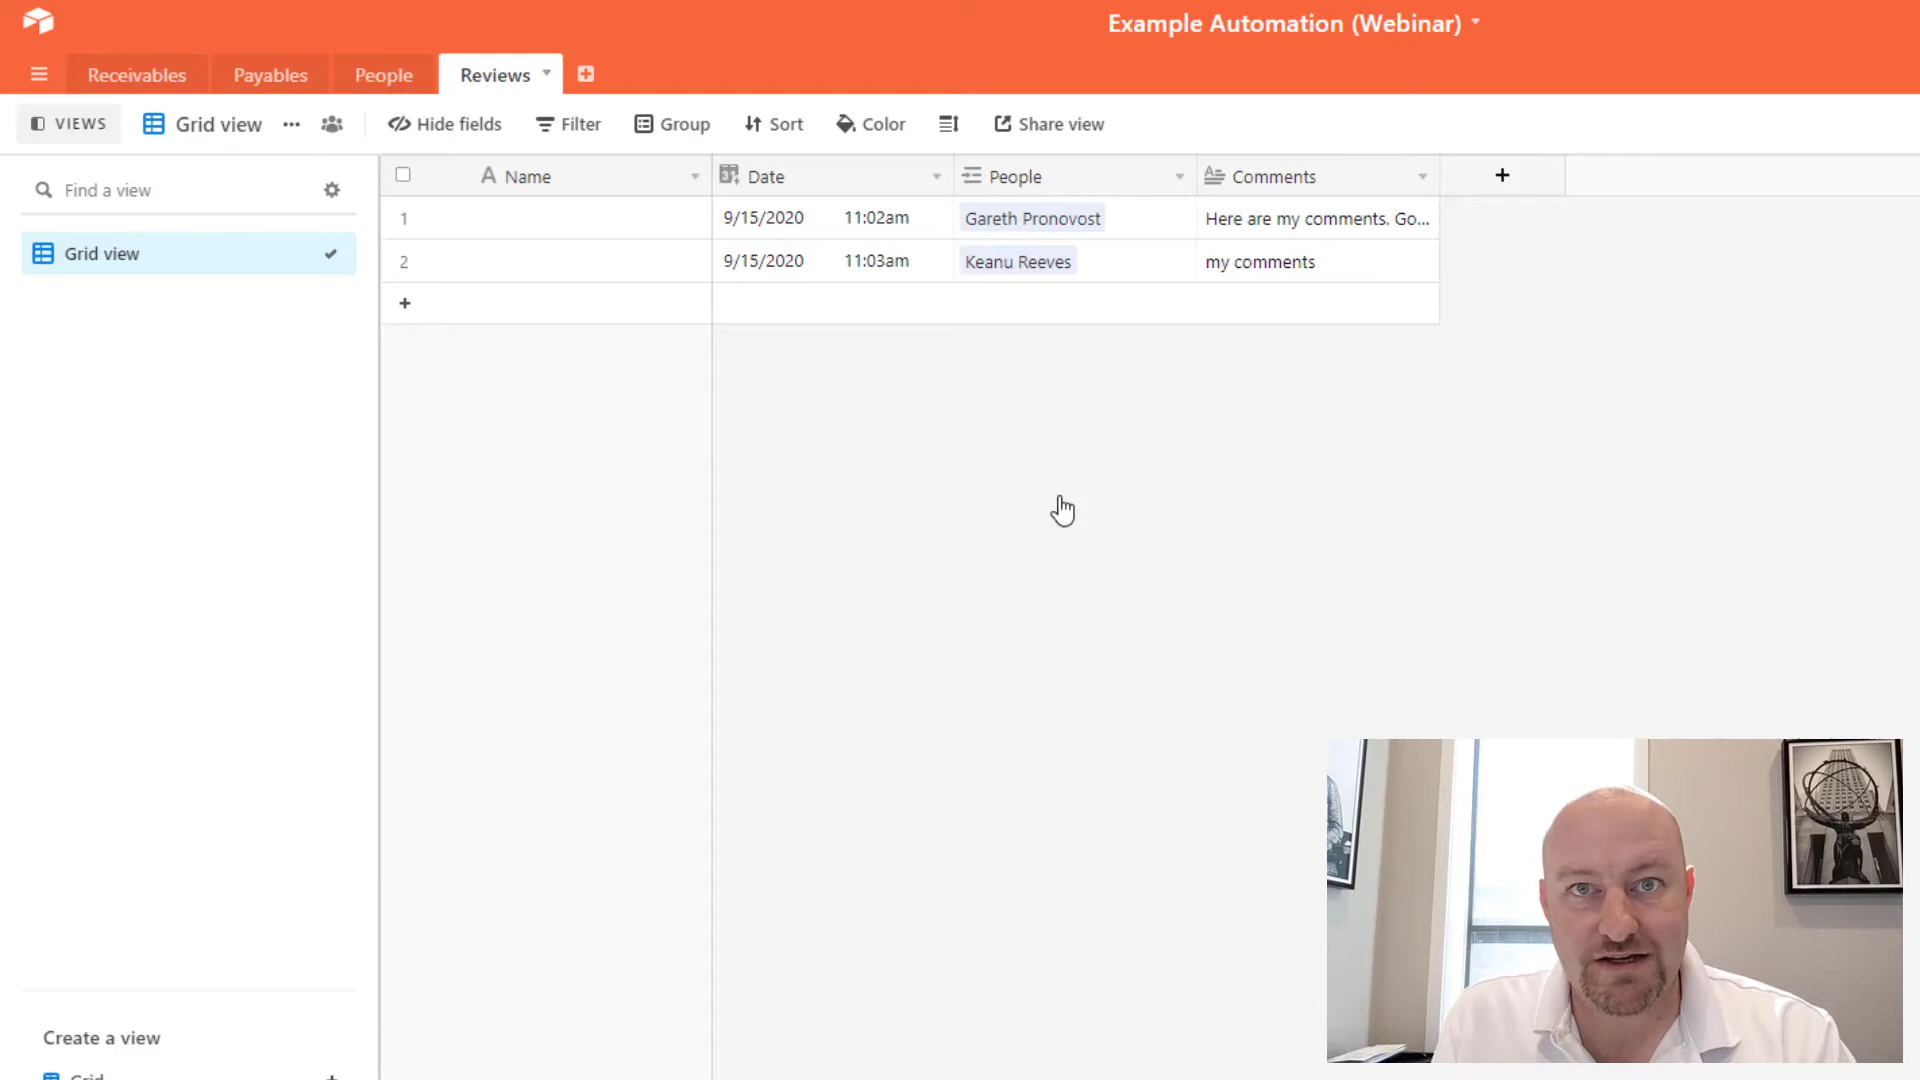 Example Automation (Webinar)
Receivables
Payables
People
Reviews
VIEWS
Grid view
Hide fields
Filter
Group
Sort
Color
Share view
Find a view
Grid view
Name
Date
People
Comments
1
9/15/2020 11:02am
Gareth Pronovost
Here are my comments. Go...
2
9/15/2020 11:03am
Keanu Reeves
my comments
Create a view
Grid